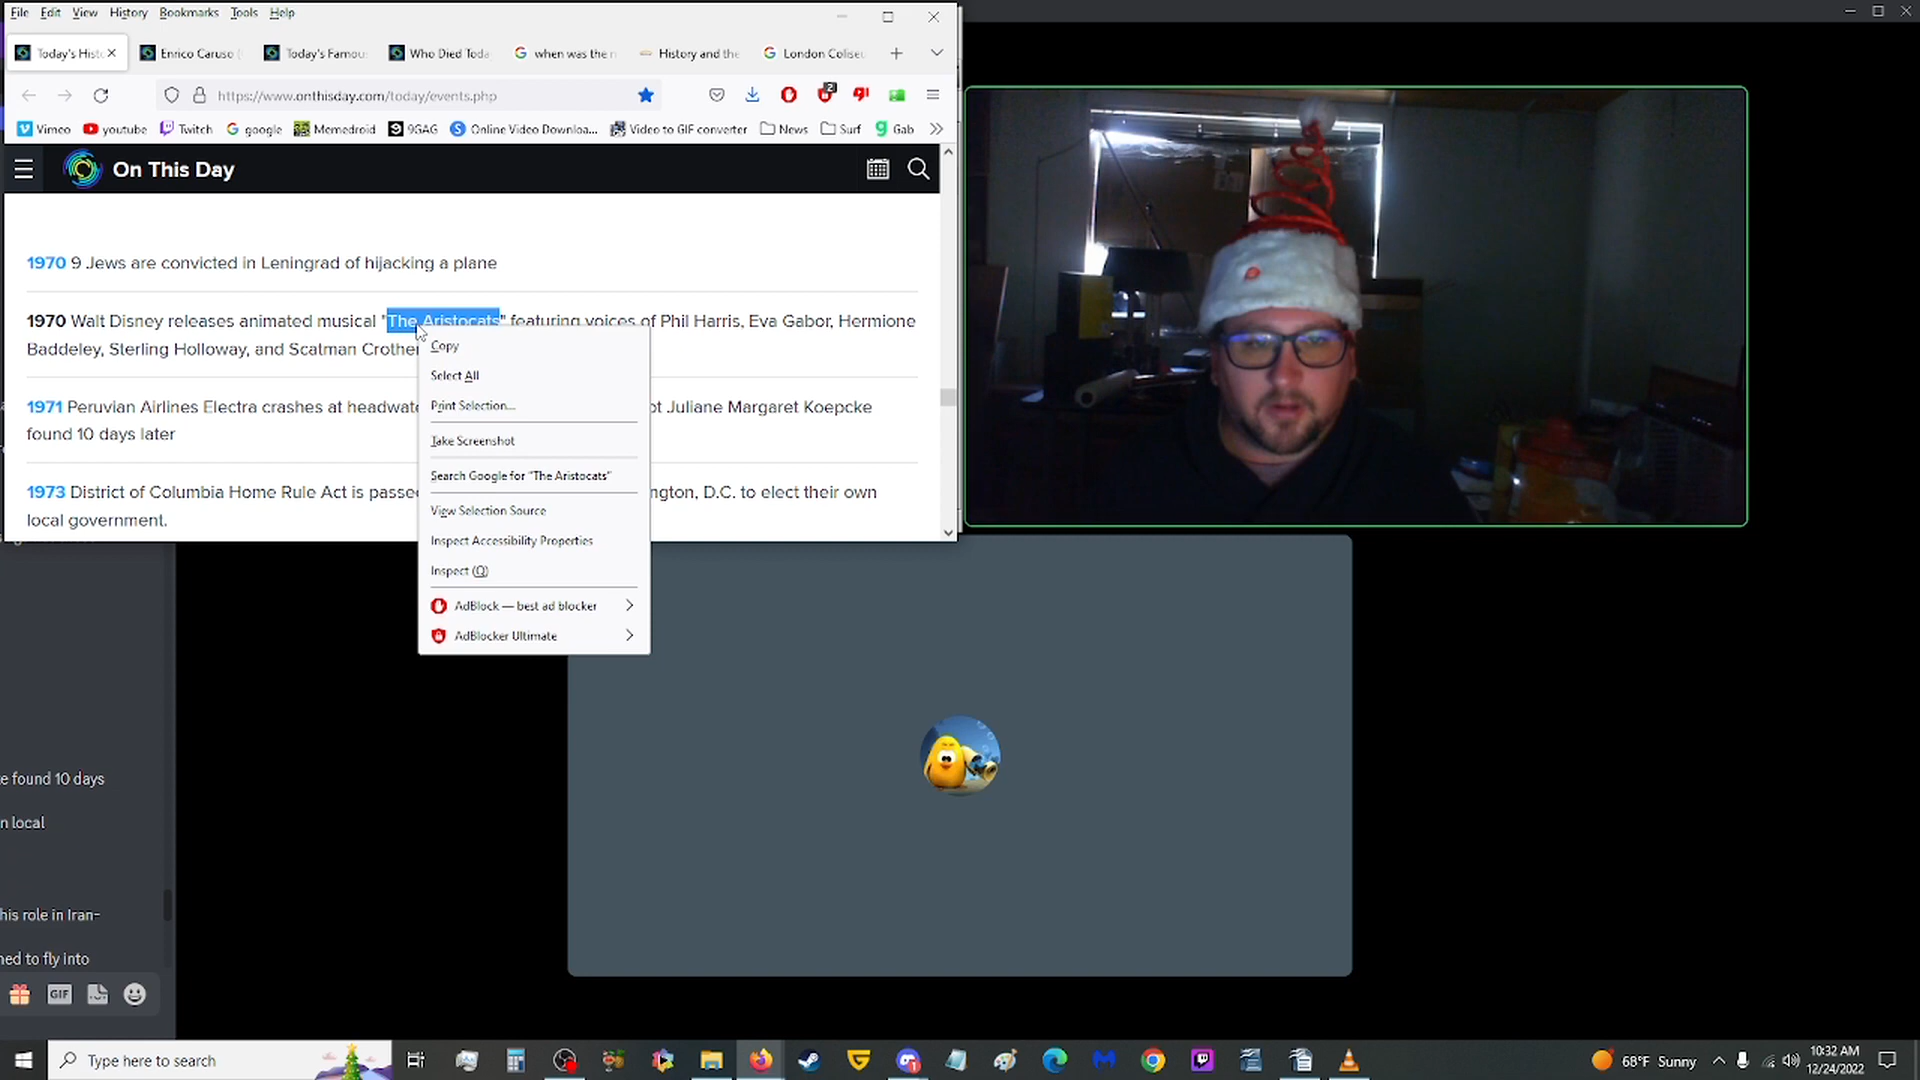 File Edit View History Bookmarks Tools Help
Today's Hist
Enrico Caruso (
Today's Famou
Who Died Toda
when was the n
History and the
London Coliseu
https://www.onthisday.com/today/events.php
2
Vimeo youtube Twitch google Memedroid 9GAG Online Video Downloa... Video to GIF converter News Surf Gab
On This Day
1970 9 Jews are convicted in Leningrad of hijacking a plane
1970 Walt Disney releases animated musical "The Aristocats" featuring voices of Phil Harris, Eva Gabor, Hermione
Baddeley, Sterling Holloway, and Scatman Crother
1971 Peruvian Airlines Electra crashes at headwate
ot Juliane Margaret Koepcke
found 10 days later
1973 District of Columbia Home Rule Act is passe
ngton, D.C. to elect their own
local government.
Copy
Select All
Print Selection...
Take Screenshot
Search Google for "The Aristocats"
View Selection Source
Inspect Accessibility Properties
Inspect (Q)
AdBlock — best ad blocker
AdBlocker Ultimate
e found 10 days
n local
his role in Iran-
ned to fly into
GIF
Type here to search
68°F Sunny
10:32 AM
12/24/2022